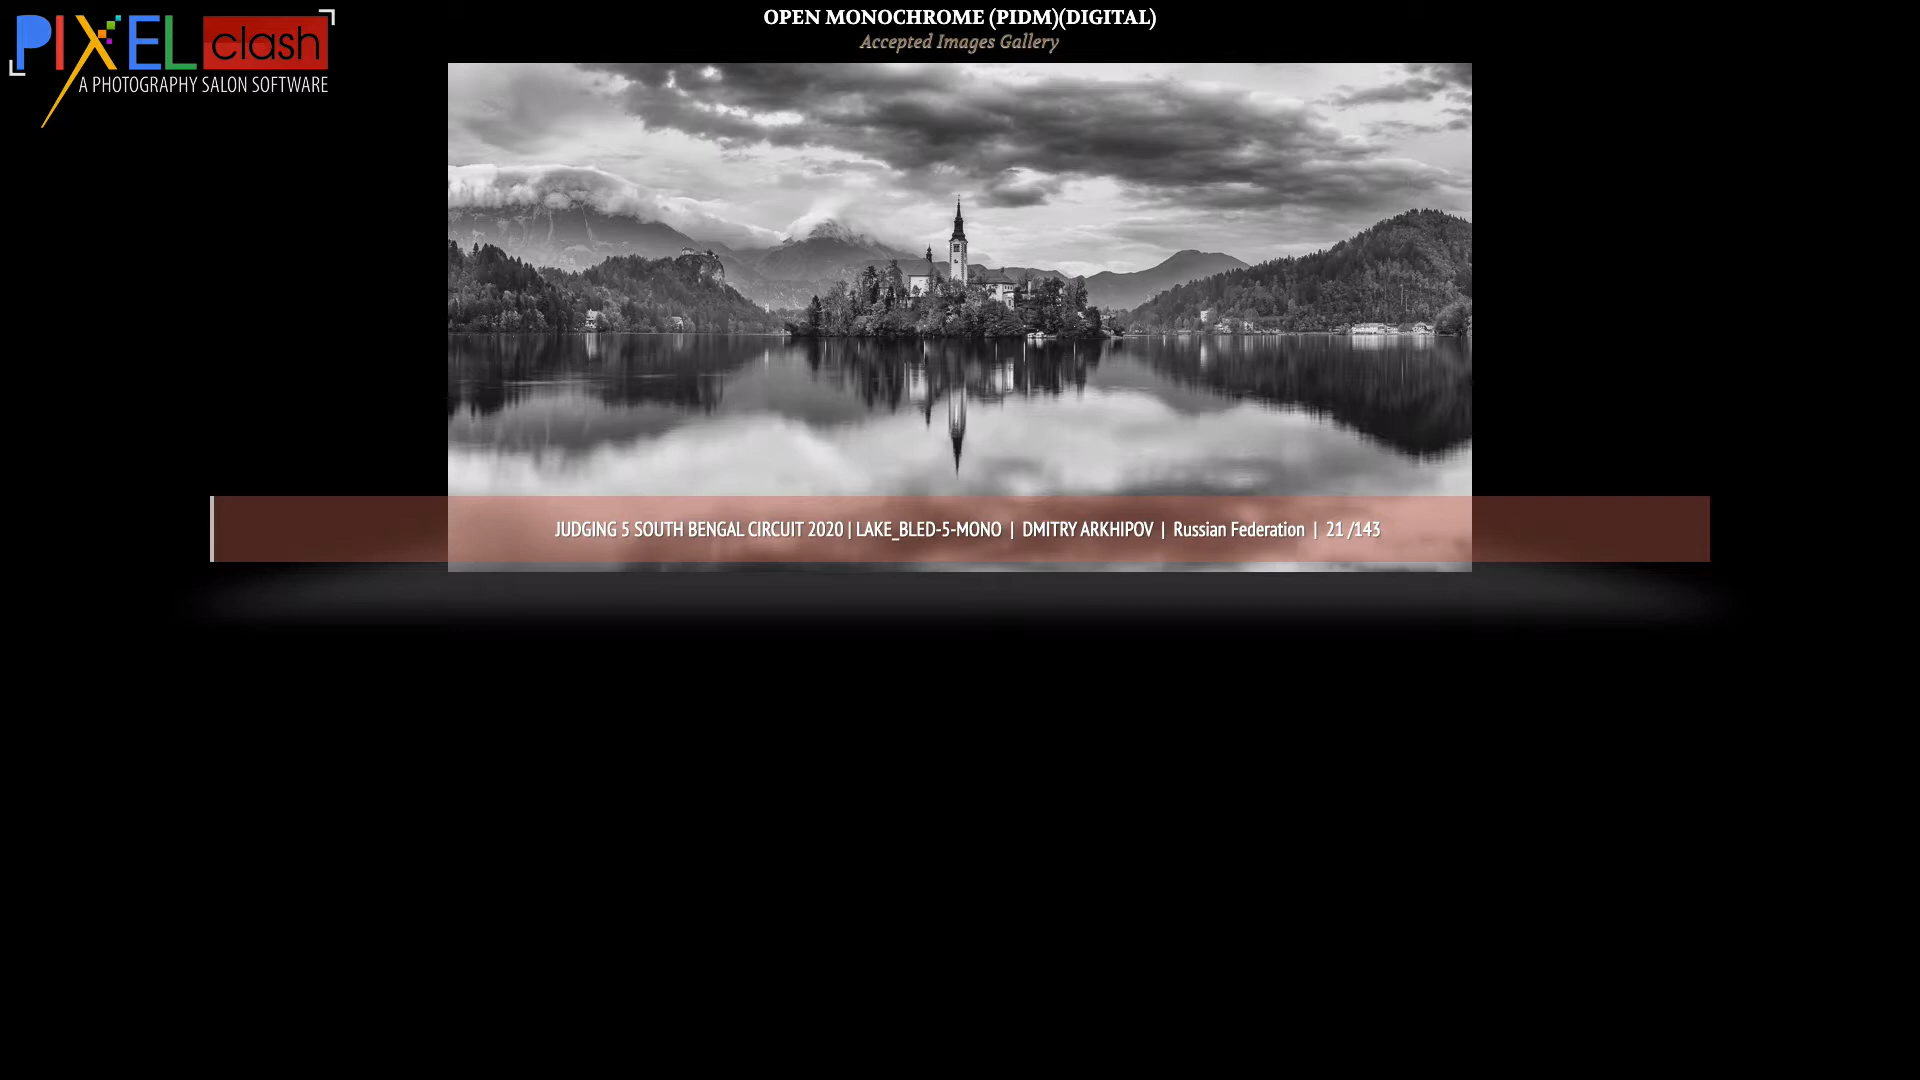 PIXEL clash
A PHOTOGRAPHY SALON SOFTWARE
OPEN MONOCHROME (PIDM)(DIGITAL)
Accepted Images Gallery
JUDGING 5 SOUTH BENGAL CIRCUIT 2020 | LAKE_BLED-5-MONO | DMITRY ARKHIPOV | Russian Federation | 21 /143